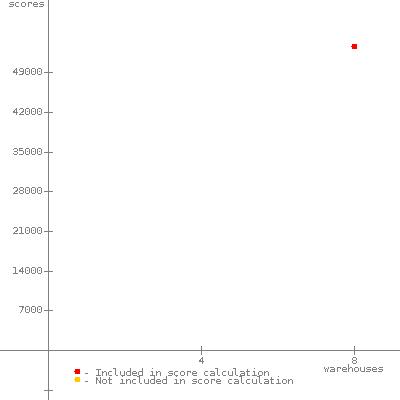 scores
49000
42000
35000
28000
21000
14000
7000
4
8
warehouses
- Included in score calculation
- Not included in score calculation